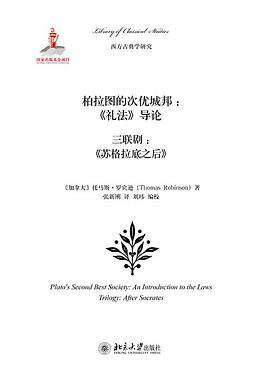 Library of Classical Studies
西方古典学研究
国家出版基金项目
柏拉图的次优城邦：
《礼法》导论
三联剧：
《苏格拉底之后》
〔加拿大〕托马斯·罗宾逊（Thomas Robinson）著
张新刚 译 刘玮 编校
Plato's Second Best Society: An Introduction to the Laws
Trilogy: After Socrates
北京大学出版社